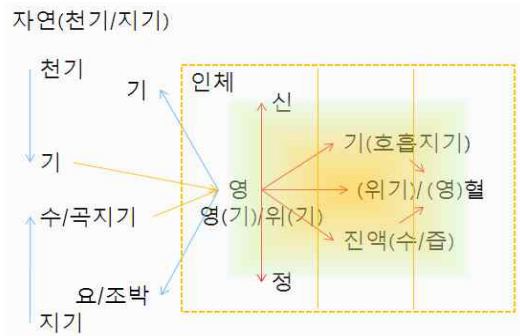 자연(천기/지기)
천기
기
인체
신
기(호흡지기)
기
영
(위기)/(영)혈
수/곡지기
영(기)/위(기)
진액(수/즙)
요/조박
정
지기